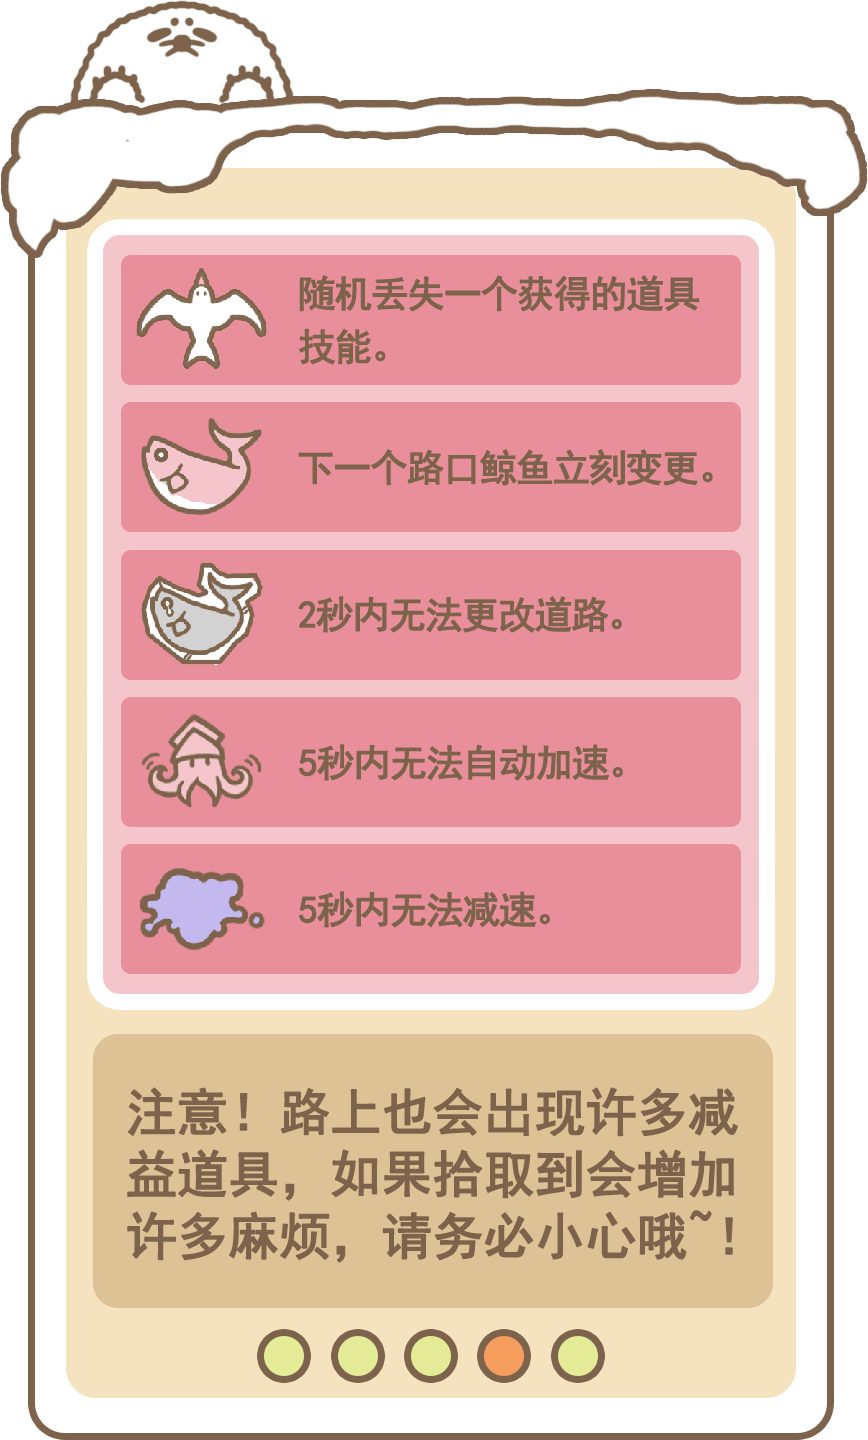 随机丢失一个获得的道具
技能。
下一个路口鲸鱼立刻变更。
2秒内无法更改道路。
5秒内无法自动加速。
5秒内无法减速。
注意！路上也会出现许多减
益道具，如果拾取到会增加
许多麻烦，请务必小心哦~！